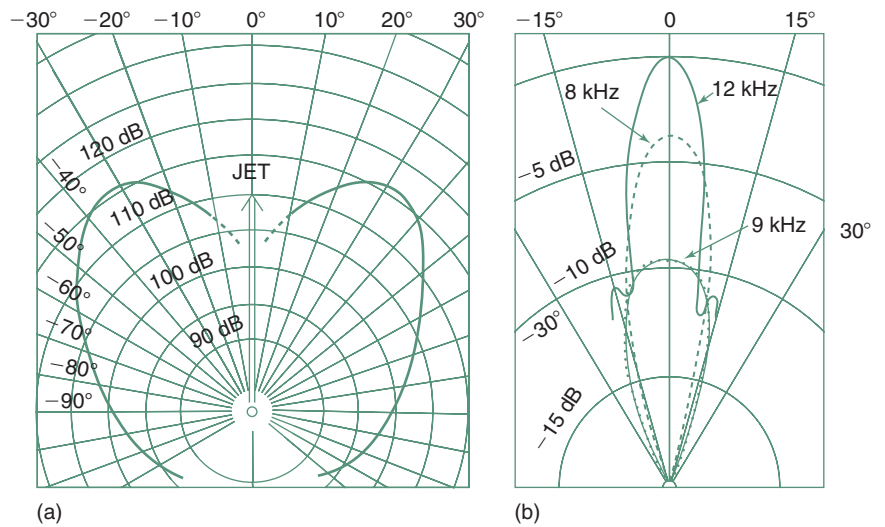 −30° −20° −10° 0° 10° 20° 30°
120 dB
−40°
JET
110 dB
−50°
100 dB
−60°
90 dB
−70°
−80°
−90°
(a)
−15° 0 15°
8 kHz
12 kHz
−5 dB
9 kHz
30°
−10 dB
−30°
−15 dB
(b)